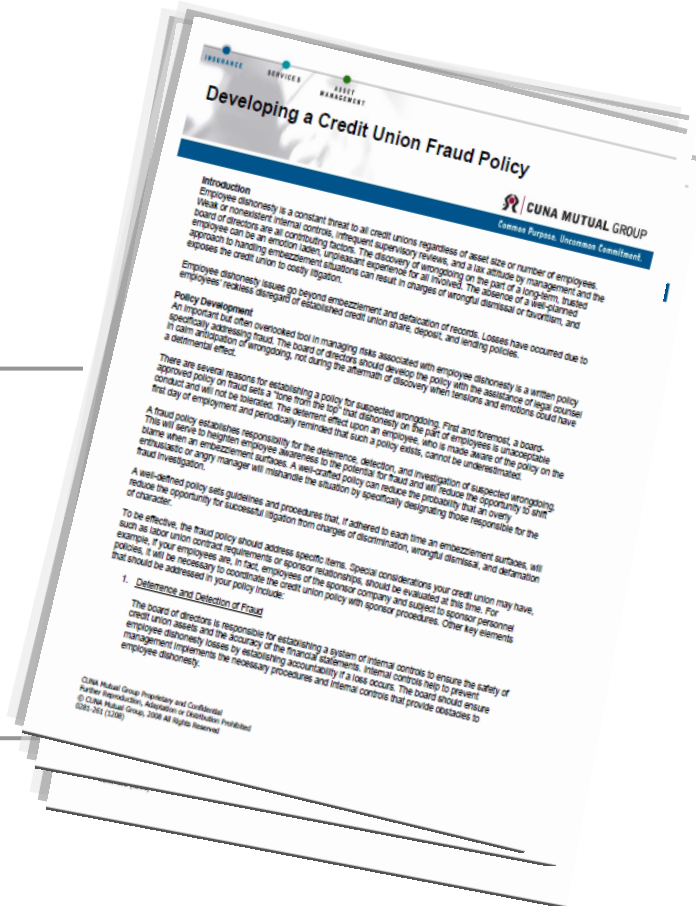 INSURANCE
SERVICES
ASSET
MANAGEMENT
Developing a Credit Union Fraud Policy
CUNA MUTUAL GROUP
Common Purpose. Uncommon Commitment.
Introduction
Employee dishonesty is a constant threat to all credit unions regardless of asset size or number of employees.
Weak or nonexistent internal controls, infrequent supervisory reviews, and a lax attitude by management and the
board of directors are all contributing factors. The discovery of wrongdoing on the part of a long-term, trusted
employee can be an emotion laden, unpleasant experience for all involved. The absence of a well-planned
approach to handling embezzlement situations can result in charges of wrongful dismissal or favoritism, and
exposes the credit union to costly litigation.
Employee dishonesty issues go beyond embezzlement and defalcation of records. Losses have occurred due to
employees' reckless disregard of established credit union share, deposit, and lending policies.
Policy Development
An important but often overlooked tool in managing risks associated with employee dishonesty is a written policy
specifically addressing fraud. The board of directors should develop the policy with the assistance of legal counsel
in calm anticipation of wrongdoing, not during the aftermath of discovery when tensions and emotions could have
a detrimental effect.
There are several reasons for establishing a policy for suspected wrongdoing. First and foremost, a board-
approved policy on fraud sets a "tone from the top" that dishonesty on the part of employees is unacceptable
conduct and will not be tolerated. The deterrent effect upon an employee, who is made aware of the policy on the
first day of employment and periodically reminded that such a policy exists, cannot be underestimated.
A fraud policy establishes responsibility for the deterrence, detection, and investigation of suspected wrongdoing.
This will serve to heighten employee awareness to the potential for fraud and will reduce the opportunity to shift
blame when an embezzlement surfaces. A well-crafted policy can reduce the probability that an overly
enthusiastic or angry manager will mishandle the situation by specifically designating those responsible for the
fraud investigation.
A well-defined policy sets guidelines and procedures that, if adhered to each time an embezzlement surfaces, will
reduce the opportunity for successful litigation from charges of discrimination, wrongful dismissal, and defamation
of character.
To be effective, the fraud policy should address specific items. Special considerations your credit union may have,
such as labor union contract requirements or sponsor relationships, should be evaluated at this time. For
example, if your employees are, in fact, employees of the sponsor company and subject to sponsor personnel
policies, it will be necessary to coordinate the credit union policy with sponsor procedures. Other key elements
that should be addressed in your policy include:
1. Deterrence and Detection of Fraud
The board of directors is responsible for establishing a system of internal controls to ensure the safety of
credit union assets and the accuracy of the financial statements. Internal controls help to prevent
employee dishonesty losses by establishing accountability if a loss occurs. The board should ensure
management implements the necessary procedures and internal controls that provide obstacles to
employee dishonesty.
CUNA Mutual Group Proprietary and Confidential
Further Reproduction, Adaptation or Distribution Prohibited
© CUNA Mutual Group, 2008 All Rights Reserved
0281-261 (1208)